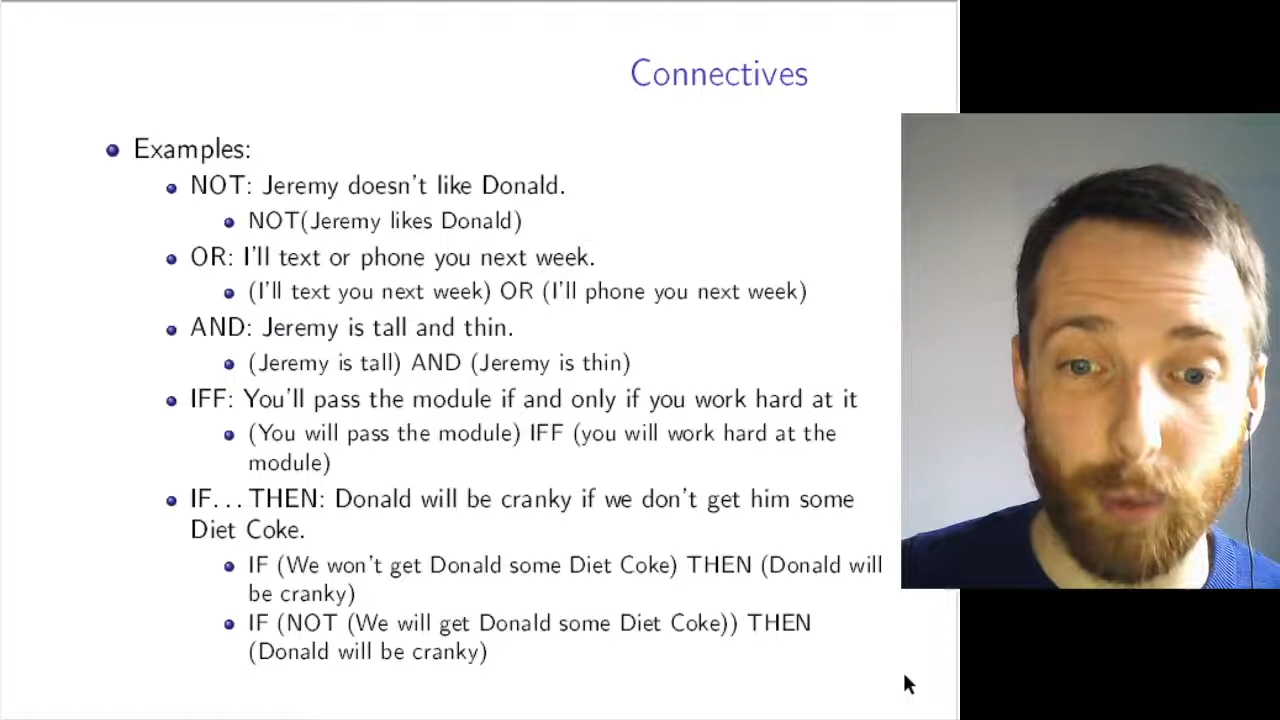 Connectives
Examples:
NOT: Jeremy doesn't like Donald.
NOT(Jeremy likes Donald)
OR: I'll text or phone you next week.
(I'll text you next week) OR (I'll phone you next week)
AND: Jeremy is tall and thin.
(Jeremy is tall) AND (Jeremy is thin)
IFF: You'll pass the module if and only if you work hard at it
(You will pass the module) IFF (you will work hard at the
module)
IF...THEN: Donald will be cranky if we don't get him some
Diet Coke.
IF (We won't get Donald some Diet Coke) THEN (Donald will
be cranky)
IF (NOT (We will get Donald some Diet Coke)) THEN
(Donald will be cranky)